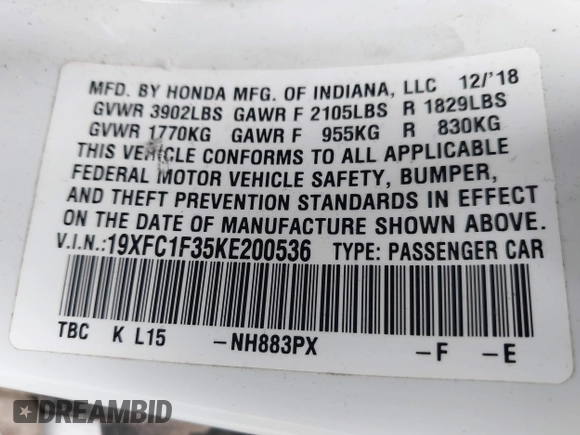 MFD. BY HONDA MFG. OF INDIANA, LLC 12/'18
GVWR 3902LBS GAWR F 2105LBS R 1829LBS
GVWR 1770KG GAWR F 955KG R 830KG
THIS VEHICLE CONFORMS TO ALL APPLICABLE
FEDERAL MOTOR VEHICLE SAFETY, BUMPER,
AND THEFT PREVENTION STANDARDS IN EFFECT
ON THE DATE OF MANUFACTURE SHOWN ABOVE.
V.I.N.:19XFC1F35KE200536 TYPE: PASSENGER CAR
TBC K L15 -NH883PX -F -E
DREAMBID